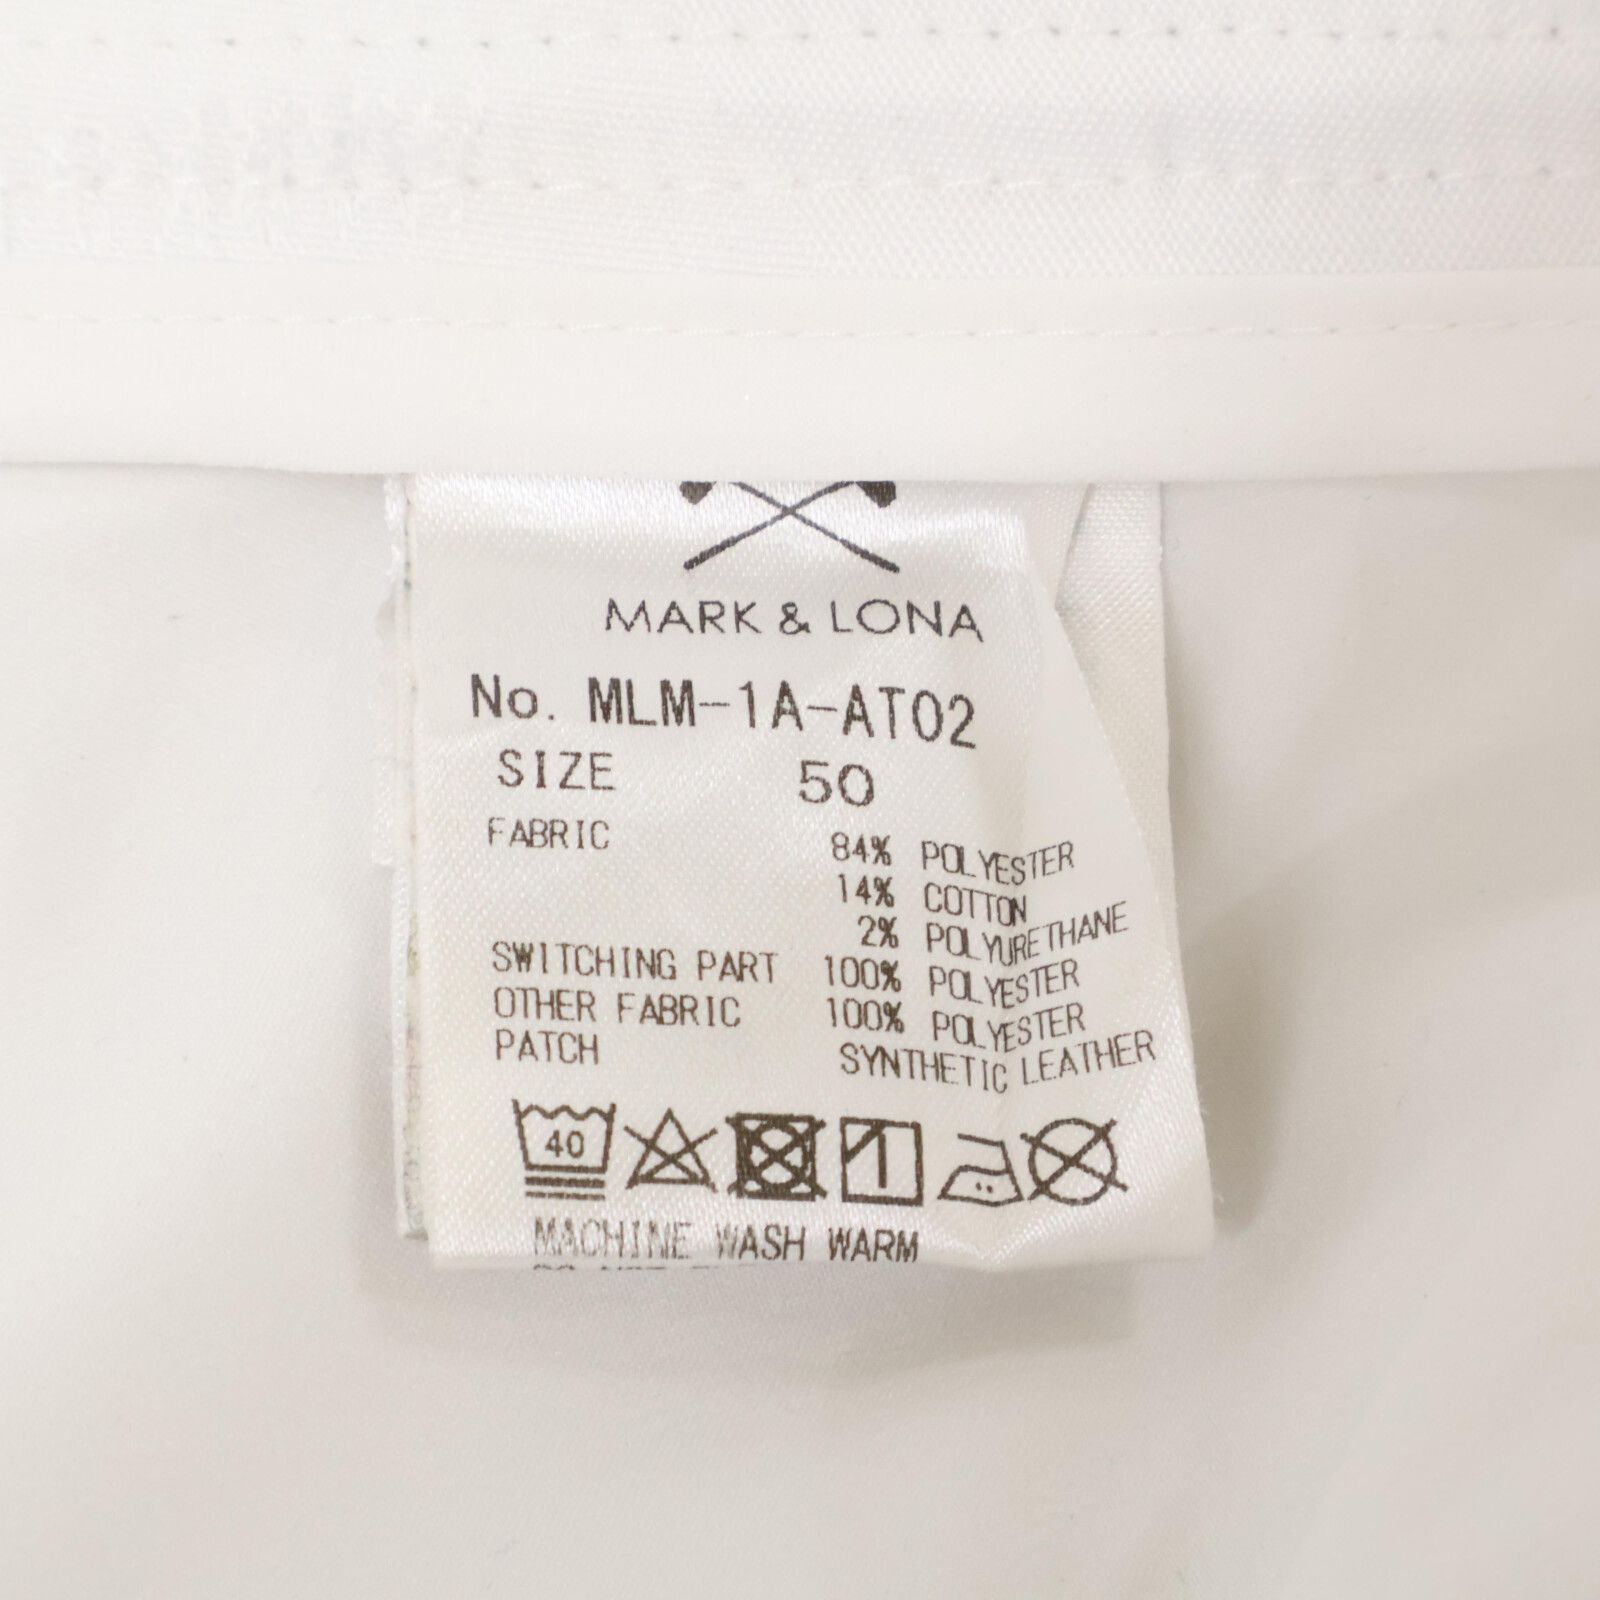 MARK & LONA
No. MLM-1A-AT02
SIZE 50
FABRIC 84% POLYESTER
14% COTTON
2% POLYURETHANE
SWITCHING PART 100% POLYESTER
OTHER FABRIC 100% POLYESTER
PATCH SYNTHETIC LEATHER
40
MACHINE WASH WARM